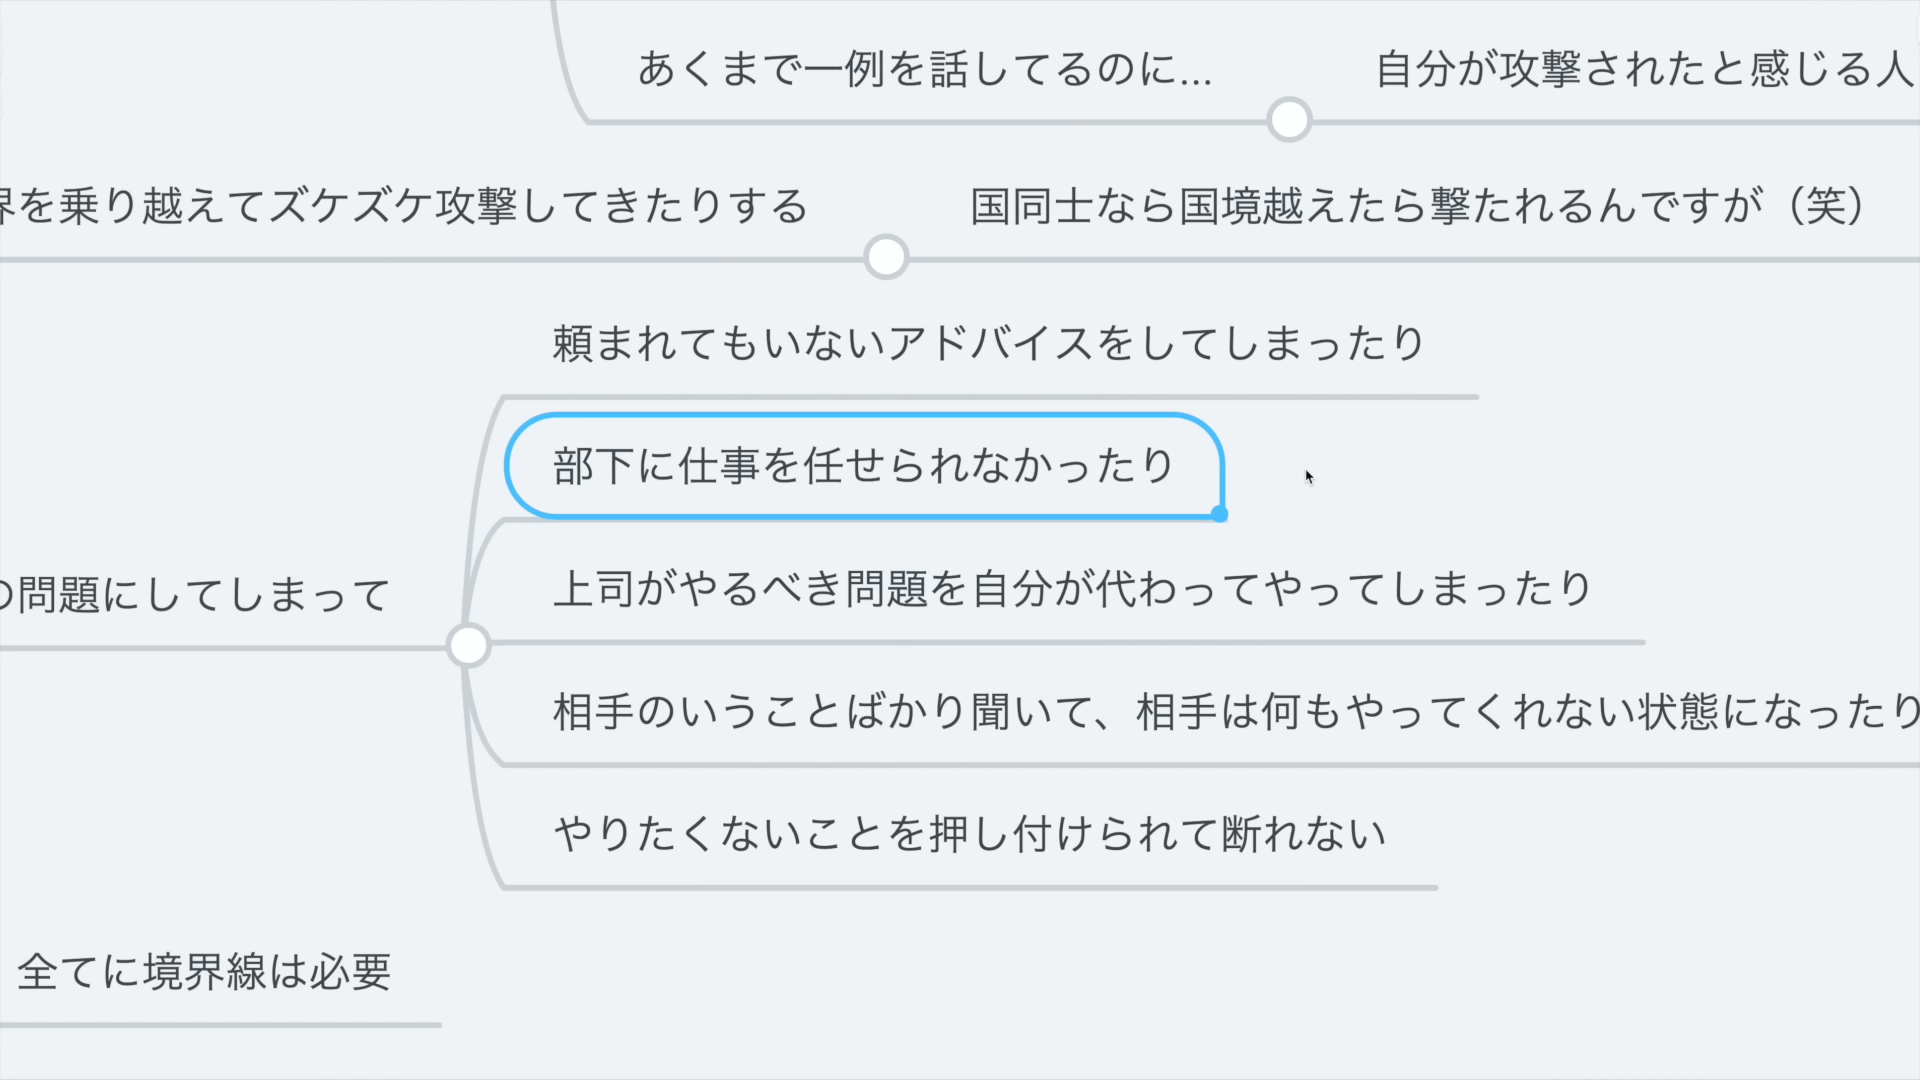 あくまで一例を話してるのに...
自分が攻撃されたと感じる人
界を乗り越えてズケズケ攻撃してきたりする
国同士なら国境越えたら撃たれるんですが（笑）
頼まれてもいないアドバイスをしてしまったり
部下に仕事を任せられなかったり
上司がやるべき問題を自分が代わってやってしまったり
の問題にしてしまって
相手のいうことばかり聞いて、相手は何もやってくれない状態になったり
やりたくないことを押し付けられて断れない
全てに境界線は必要